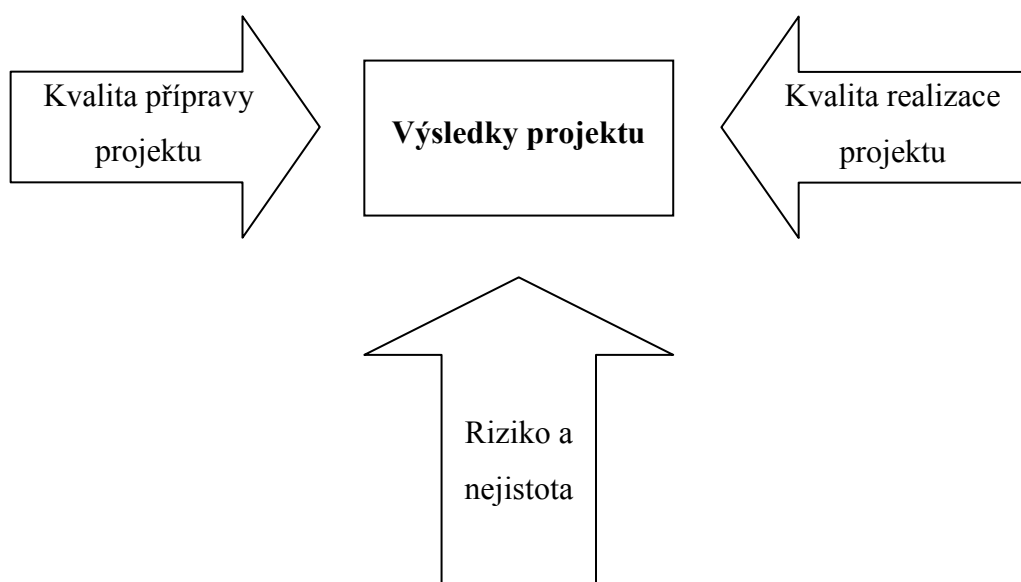 Kvalita přípravy
projektu
Výsledky projektu
Kvalita realizace
projektu
Riziko a
nejistota